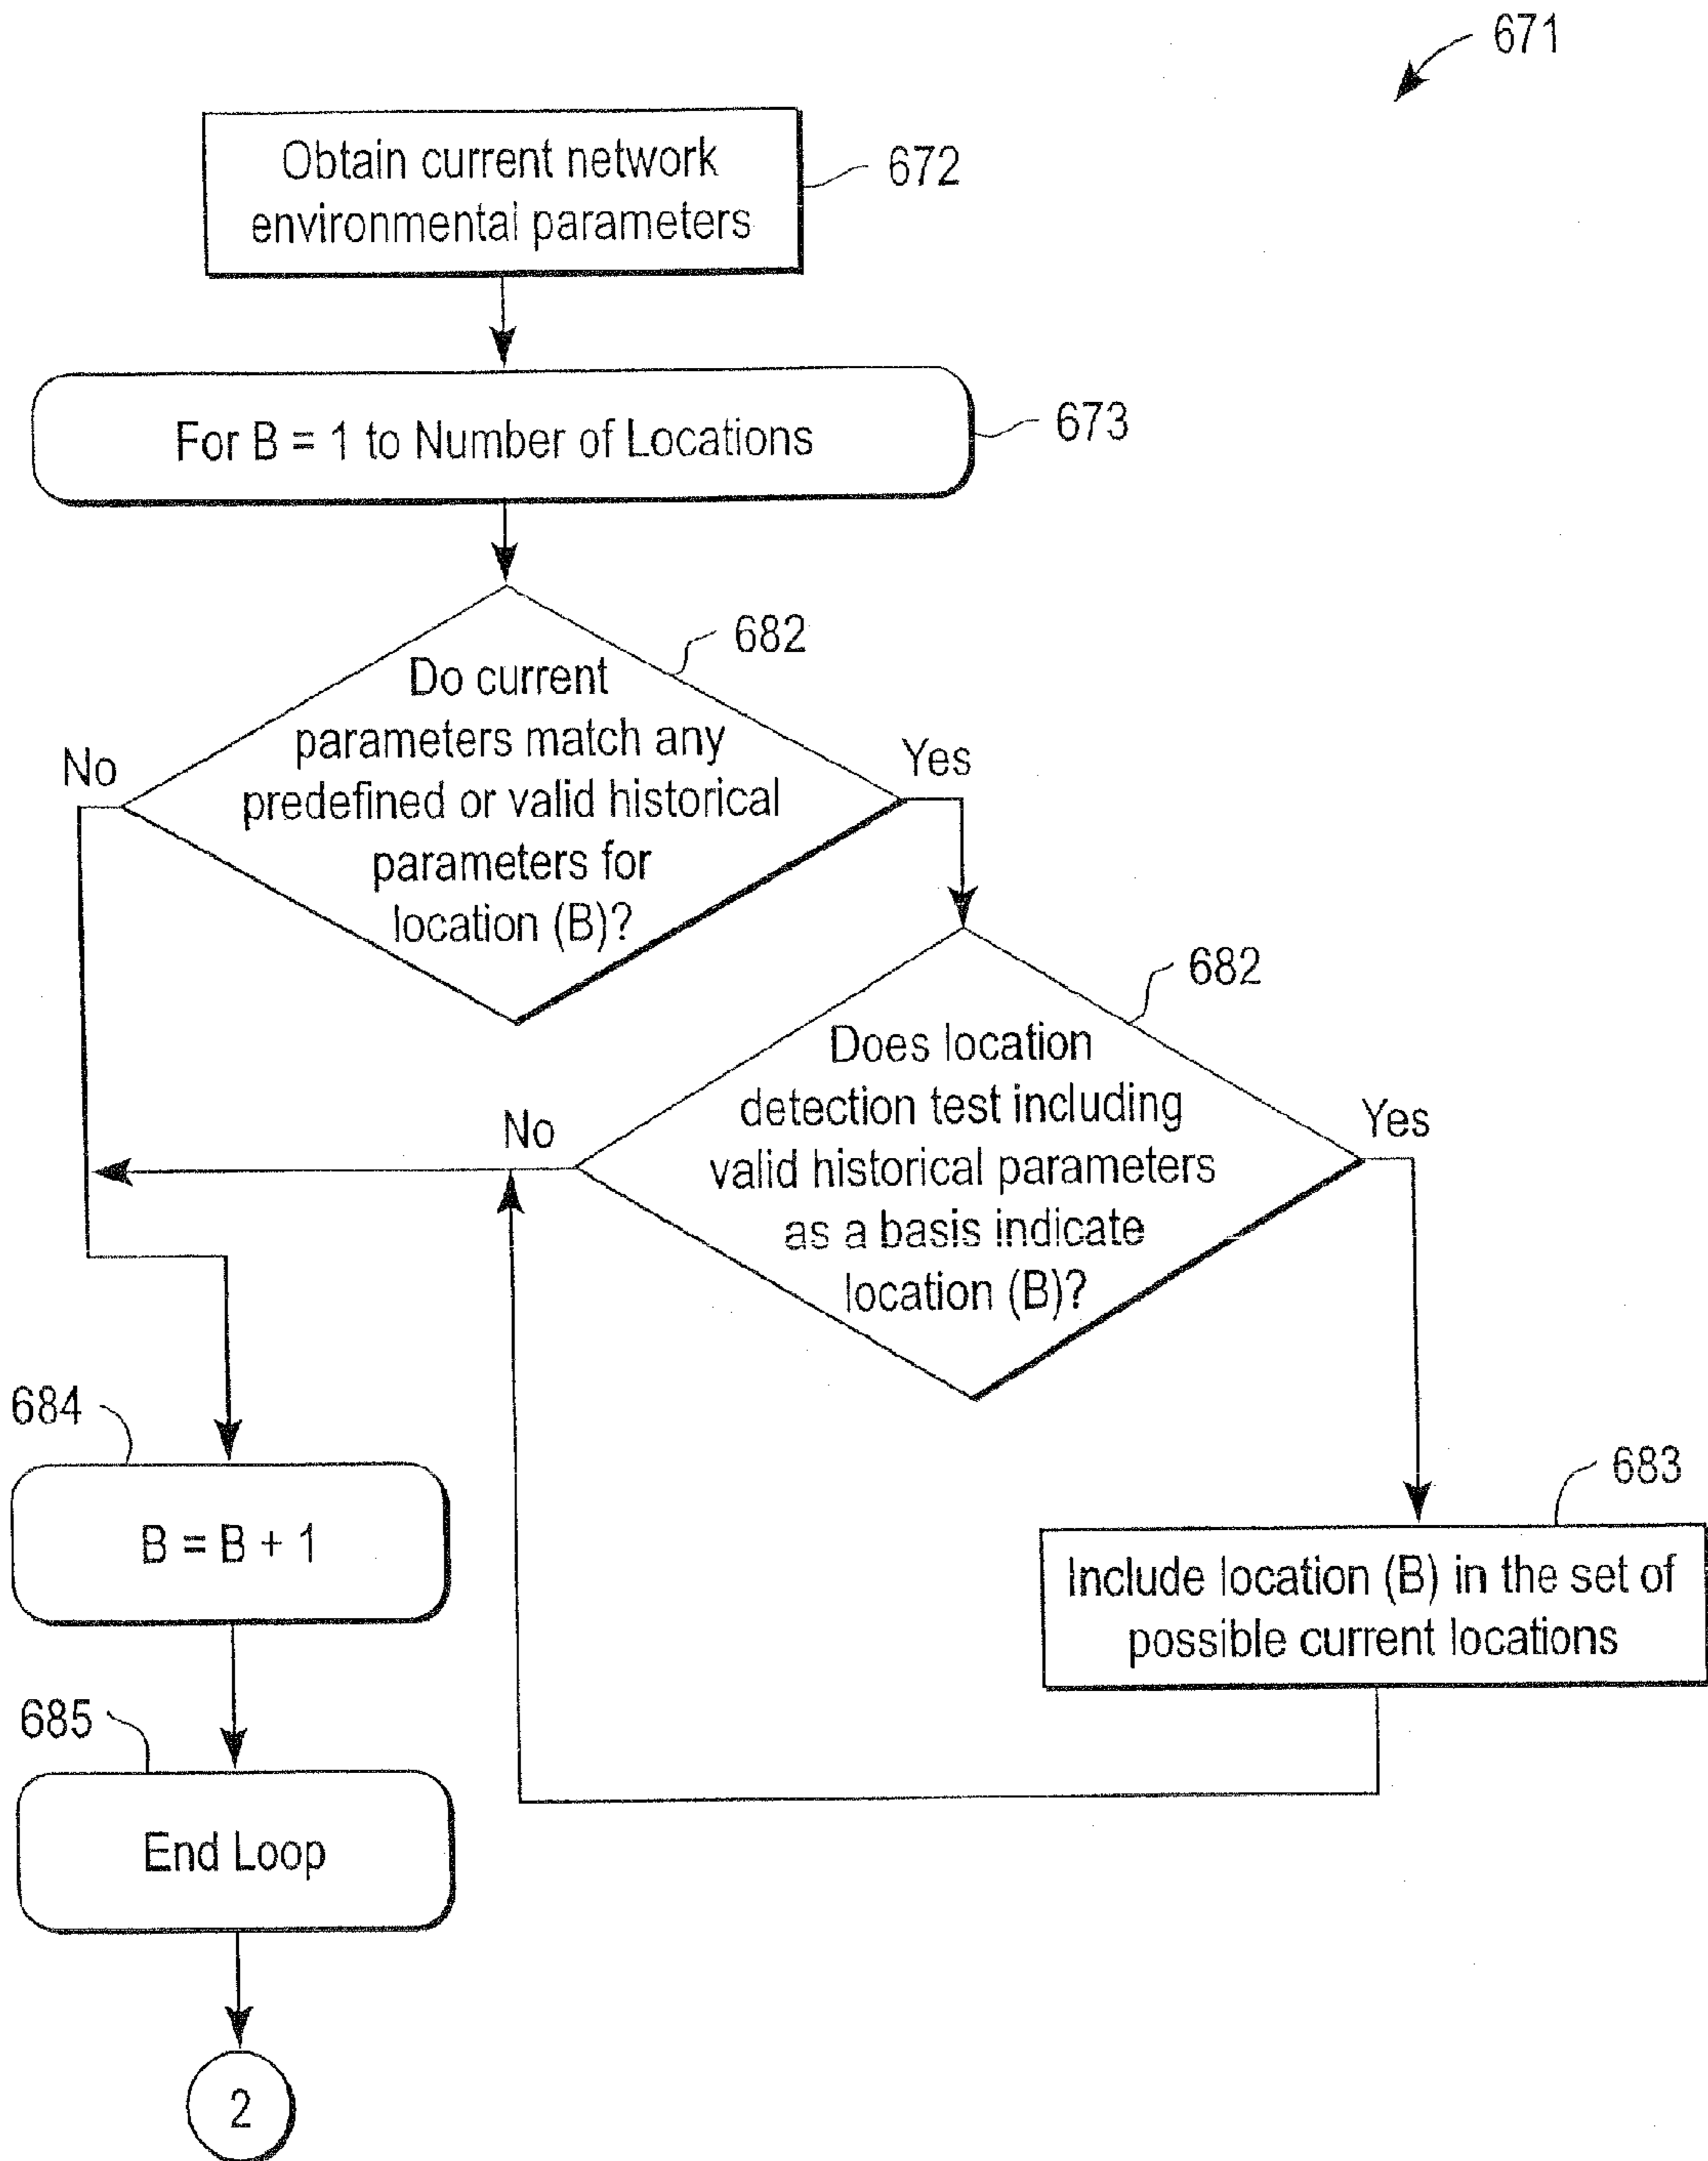 671
Obtain current network
environmental parameters
672
For B = 1 to Number of Locations
673
682
Do current
parameters match any
predefined or valid historical
parameters for
location (B)?
No
Yes
682
Does location
detection test including
valid historical parameters
as a basis indicate
location (B)?
No
Yes
684
B = B + 1
683
Include location (B) in the set of
possible current locations
685
End Loop
2